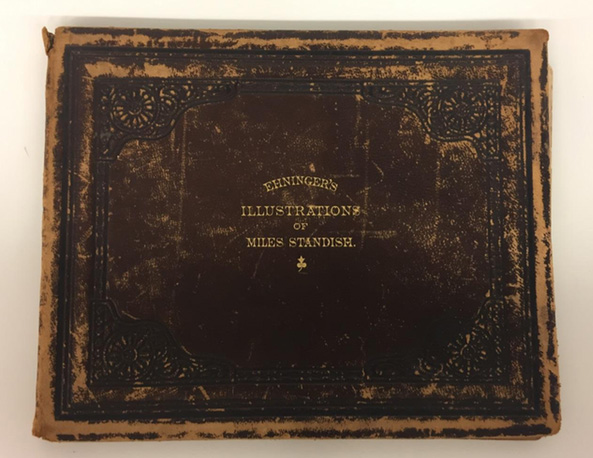 EHNINGER'S
ILLUSTRATIONS
OF
MILES STANDISH.